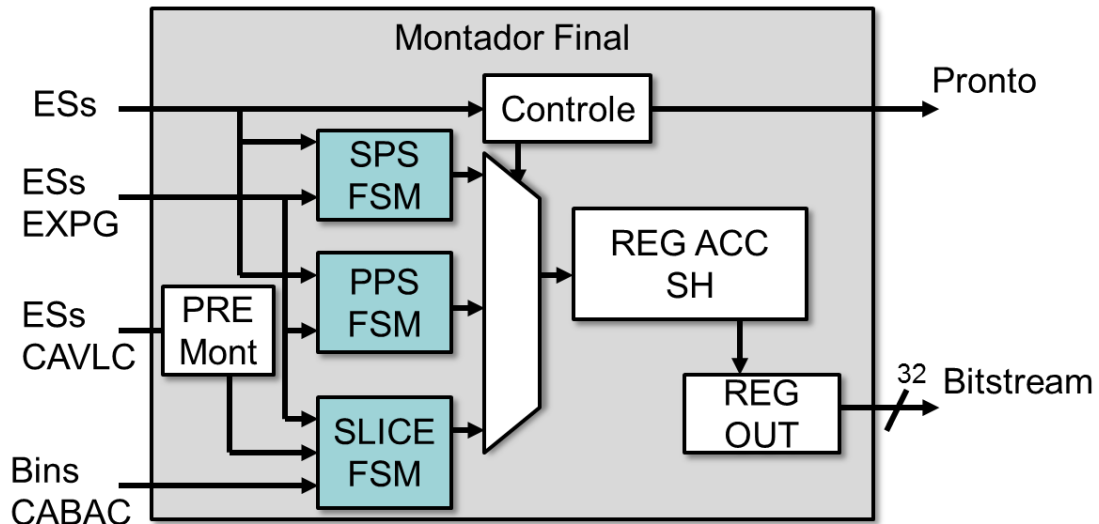 Montador Final
ESs
Controle
Pronto
SPS
FSM
ESs
EXPG
REG ACC
SH
PPS
FSM
PRE
Mont
ESs
CAVLC
32
Bitstream
REG
OUT
SLICE
FSM
Bins
CABAC